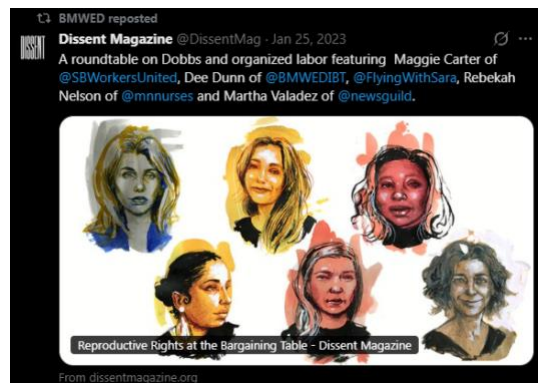 BMWED reposted
DISSENT
Dissent Magazine @DissentMag · Jan 25, 2023
A roundtable on Dobbs and organized labor featuring Maggie Carter of
@SBWorkersUnited, Dee Dunn of @BMWEDIBT, @FlyingWithSara, Rebekah
Nelson of @mnnurses and Martha Valadez of @newsguild.
Reproductive Rights at the Bargaining Table - Dissent Magazine
From dissentmagazine.org